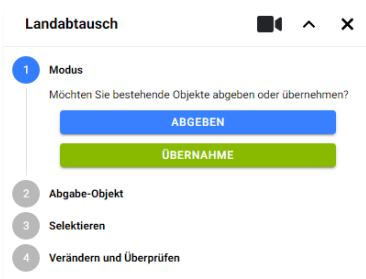 Landabtausch
1 Modus
Möchten Sie bestehende Objekte abgeben oder übernehmen?
ABGEBEN
ÜBERNAHME
2 Abgabe-Objekt
3 Selektieren
4 Verändern und Überprüfen